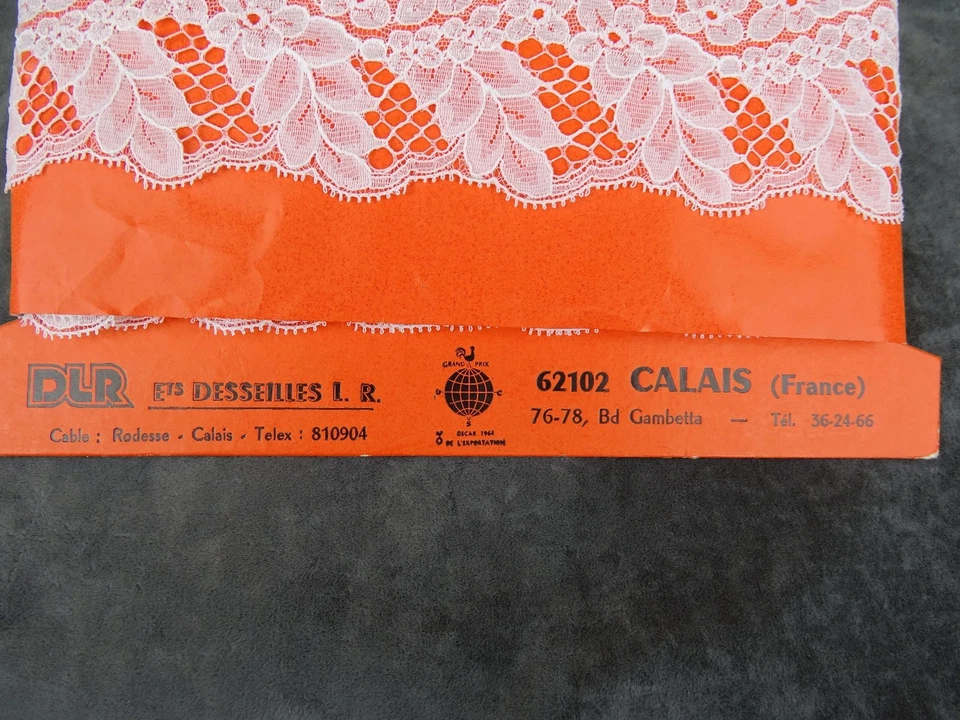 DLR ETS DESSEILLES L. R.
Cable : Rodesse - Calais - Telex : 810904
GRAND PRIX
S
OSCAR 1964
DE L'EXPORTATION
62102 CALAIS (France)
76-78, Bd Gambetta — Tél. 36-24-66